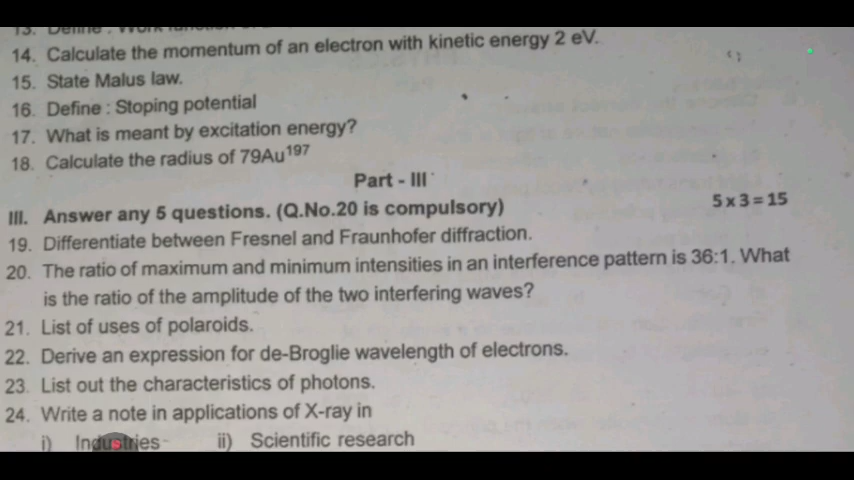 13. Define : Work
14. Calculate the momentum of an electron with kinetic energy 2 eV.
15. State Malus law.
16. Define : Stoping potential
17. What is meant by excitation energy?
18. Calculate the radius of 79Au¹⁹⁷
Part - III
III. Answer any 5 questions. (Q.No.20 is compulsory) 5 x 3 = 15
19. Differentiate between Fresnel and Fraunhofer diffraction.
20. The ratio of maximum and minimum intensities in an interference pattern is 36:1. What
is the ratio of the amplitude of the two interfering waves?
21. List of uses of polaroids.
22. Derive an expression for de-Broglie wavelength of electrons.
23. List out the characteristics of photons.
24. Write a note in applications of X-ray in
i) Industries ii) Scientific research